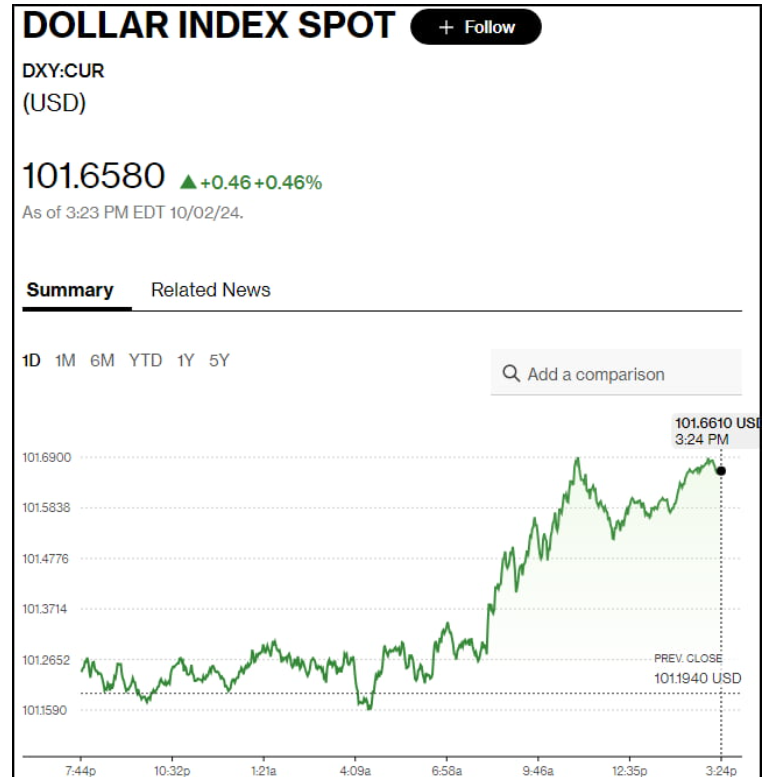 DOLLAR INDEX SPOT + Follow
DXY:CUR
(USD)
101.6580 ▲ +0.46 +0.46%
As of 3:23 PM EDT 10/02/24.
Summary Related News
1D 1M 6M YTD 1Y 5Y
Add a comparison
101.6610 USD
3:24 PM
101.6900
101.5838
101.4776
101.3714
101.2652
PREV. CLOSE
101.1940 USD
101.1590
7:44p 10:32p 1:21a 4:09a 6:58a 9:46a 12:35p 3:24p